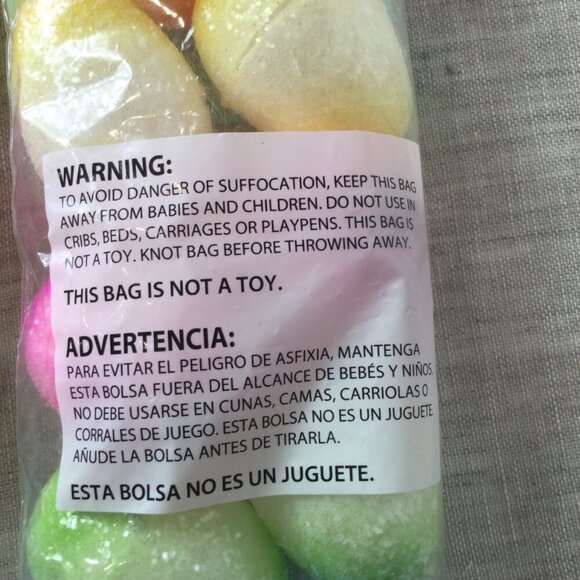 WARNING:
TO AVOID DANGER OF SUFFOCATION, KEEP THIS BAG
AWAY FROM BABIES AND CHILDREN. DO NOT USE IN
CRIBS, BEDS, CARRIAGES OR PLAYPENS. THIS BAG IS
NOT A TOY. KNOT BAG BEFORE THROWING AWAY.
THIS BAG IS NOT A TOY.
ADVERTENCIA:
PARA EVITAR EL PELIGRO DE ASFIXIA, MANTENGA
ESTA BOLSA FUERA DEL ALCANCE DE BEBÉS Y NIÑOS.
NO DEBE USARSE EN CUNAS, CAMAS, CARRIOLAS O
CORRALES DE JUEGO. ESTA BOLSA NO ES UN JUGUETE.
AÑUDE LA BOLSA ANTES DE TIRARLA.
ESTA BOLSA NO ES UN JUGUETE.